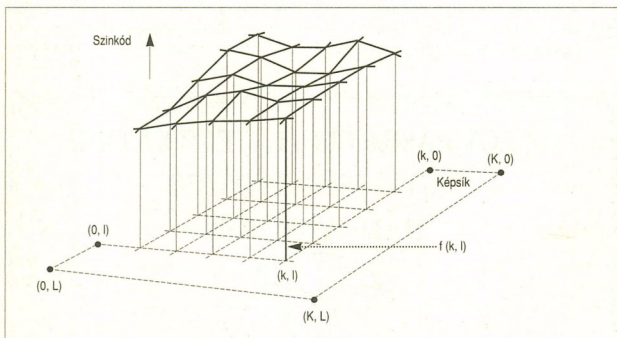 Szinkód
(k, 0)
(K, 0)
Képsík
(0, l)
f (k, l)
(0, L)
(k, l)
(K, L)